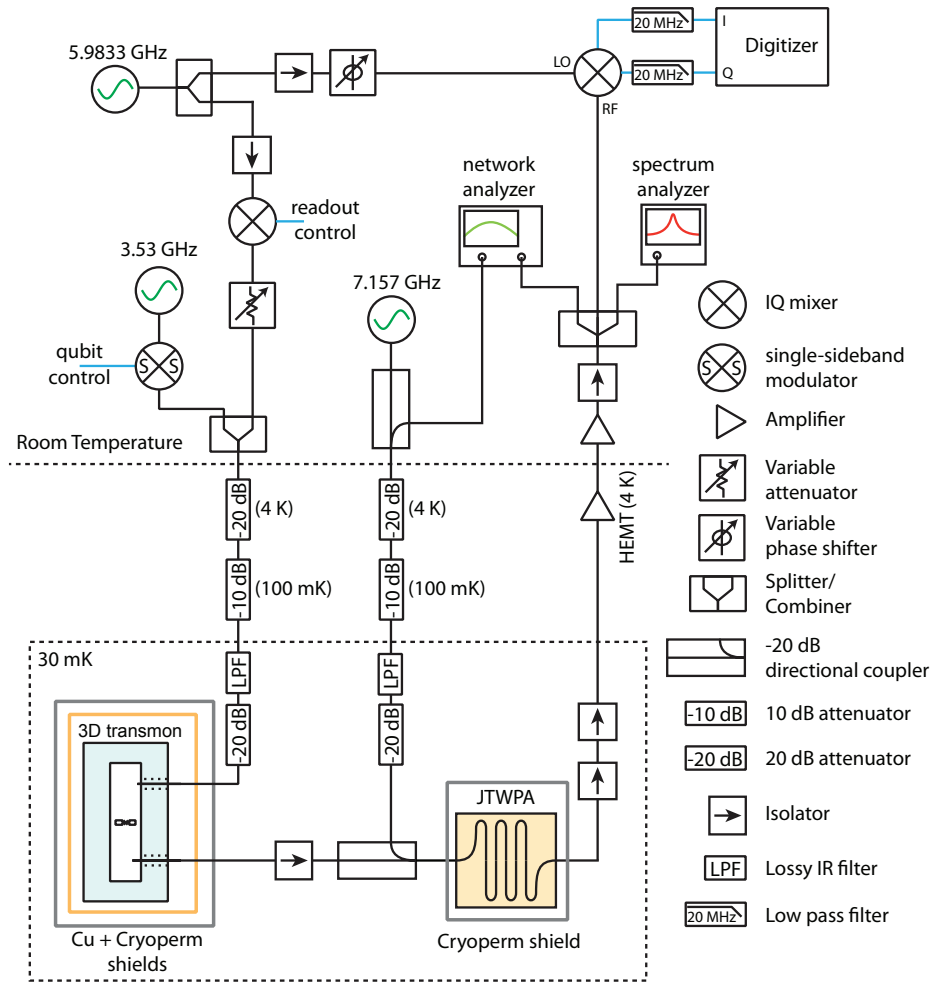 5.9833 GHz
LO
RF
20 MHz
I
20 MHz
Q
Digitizer
readout
control
network
analyzer
spectrum
analyzer
3.53 GHz
7.157 GHz
qubit
control
S S
Room Temperature
-20 dB
(4 K)
-10 dB
(100 mK)
-20 dB
(4 K)
-10 dB
(100 mK)
HEMT (4 K)
30 mK
LPF
-20 dB
LPF
-20 dB
3D transmon
Cu + Cryoperm
shields
JTWPA
Cryoperm shield
IQ mixer
S S
single-sideband
modulator
Amplifier
Variable
attenuator
Variable
phase shifter
Splitter/
Combiner
-20 dB
directional coupler
-10 dB
10 dB attenuator
-20 dB
20 dB attenuator
Isolator
LPF
Lossy IR filter
20 MHz
Low pass filter